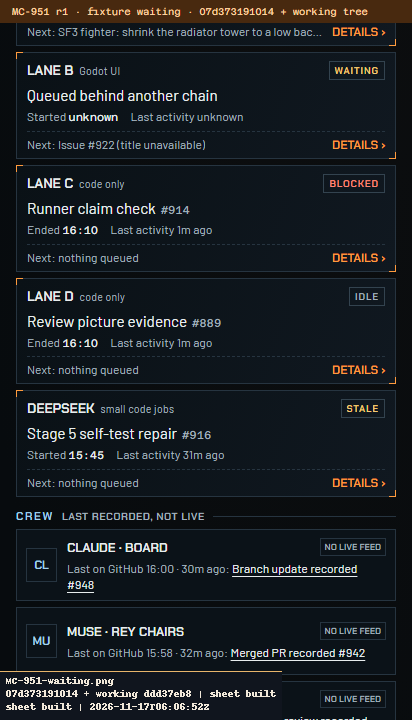 MC-951 r1 · fixture waiting · 07d373191014 + working tree
Next: SF3 fighter: shrink the radiator tower to a low bac... DETAILS ›
LANE B Godot UI WAITING
Queued behind another chain
Started unknown Last activity unknown
Next: Issue #922 (title unavailable) DETAILS ›
LANE C code only BLOCKED
Runner claim check #914
Ended 16:10 Last activity 1m ago
Next: nothing queued DETAILS ›
LANE D code only IDLE
Review picture evidence #889
Ended 16:10 Last activity 1m ago
Next: nothing queued DETAILS ›
DEEPSEEK small code jobs STALE
Stage 5 self-test repair #916
Started 15:45 Last activity 31m ago
Next: nothing queued DETAILS ›
CREW LAST RECORDED, NOT LIVE
CL CLAUDE · BOARD NO LIVE FEED
Last on GitHub 16:00 · 30m ago: Branch update recorded
#948
MU MUSE · REY CHAIRS NO LIVE FEED
Last on GitHub 15:58 · 32m ago: Merged PR recorded #942
NO LIVE FEED
review recorded
MC-951-waiting.png
07d373191014 + working ddd37eb8 | sheet built
sheet built | 2026-11-17T06:06:52Z